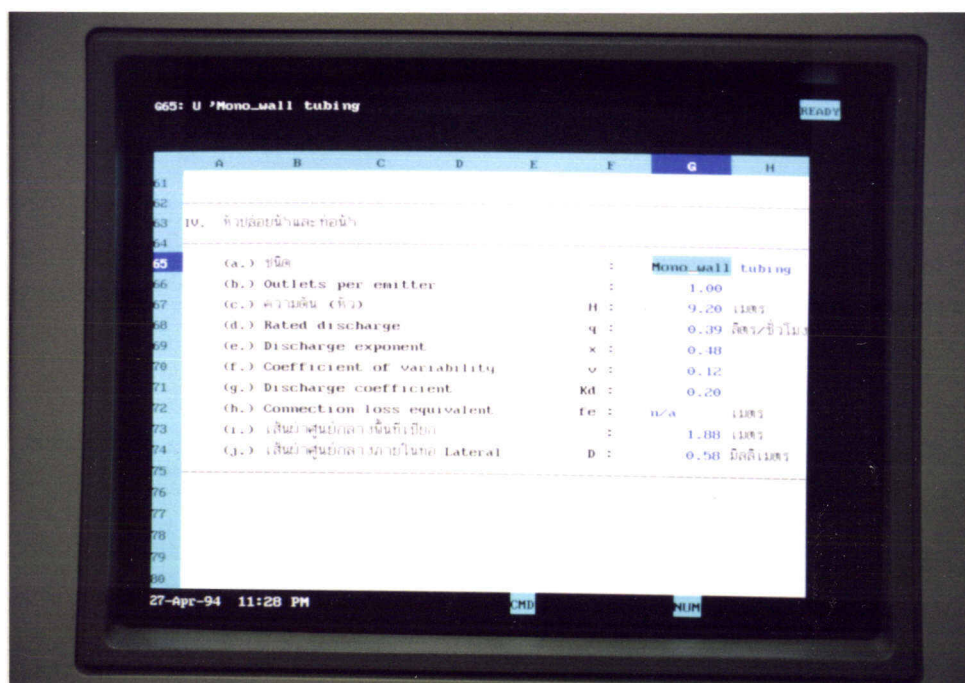 G65: U 'Mono_wall tubing
READY
A B C D E F G H
61
62
63 IV. หัวปล่อยน้ำและท่อน้ำ
64
65 (a.) ชนิด : Mono_wall tubing
66 (b.) Outlets per emitter : 1.00
67 (c.) ความดัน (หัว) H : 9.20 เมตร
68 (d.) Rated discharge q : 0.39 ลิตร/ชั่วโมง
69 (e.) Discharge exponent x : 0.48
70 (f.) Coefficient of variability v : 0.12
71 (g.) Discharge coefficient Kd : 0.20
72 (h.) Connection loss equivalent fe : n/a เมตร
73 (i.) เส้นผ่าศูนย์กลางพื้นที่เปียก : 1.88 เมตร
74 (j.) เส้นผ่าศูนย์กลางภายในท่อ Lateral D : 0.58 มิลลิเมตร
75
76
77
78
79
80
27-Apr-94 11:28 PM CMD NUM